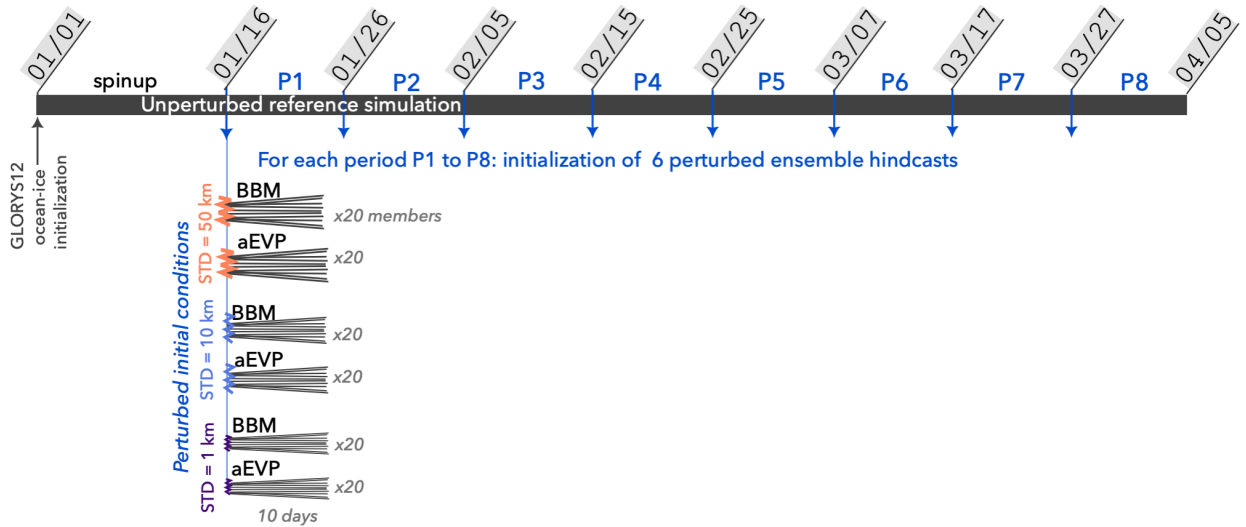 01/01
01/16
01/26
02/05
02/15
02/25
03/07
03/17
03/27
04/05
spinup
P1
P2
P3
P4
P5
P6
P7
P8
Unperturbed reference simulation
For each period P1 to P8: initialization of 6 perturbed ensemble hindcasts
GLORYS12
ocean-ice
initialization
Perturbed initial conditions
STD = 50 km
BBM
x20 members
aEVP
x20
STD = 10 km
BBM
x20
aEVP
x20
STD = 1 km
BBM
x20
aEVP
x20
10 days